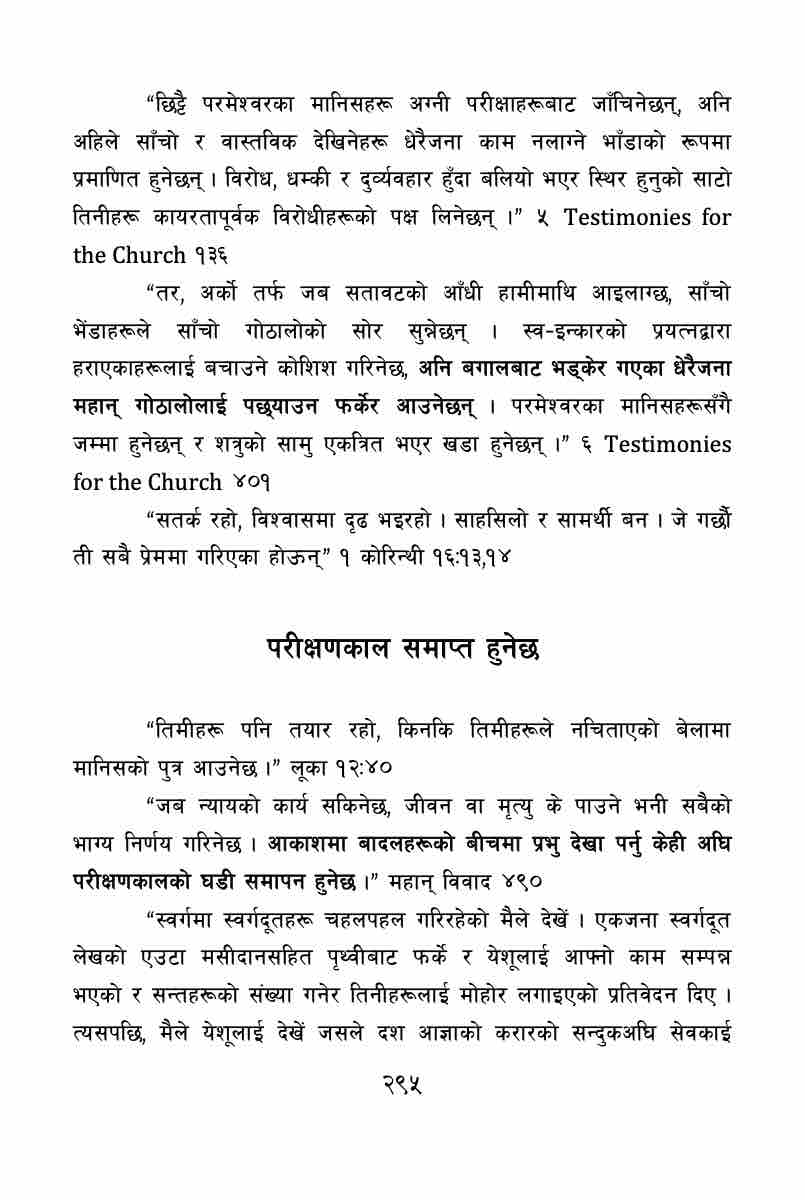 “छिट्टै परमेश्वरका मानिसहरू अग्नी परीक्षाहरूबाट जाँचिनेछन्, अनि
अहिले साँचो र वास्तविक देखिनेहरू धेरैजना काम नलाग्ने भाँडाको रूपमा
प्रमाणित हुनेछन् । विरोध, धम्की र दुर्व्यवहार हुँदा बलियो भएर स्थिर हुनुको साटो
तिनीहरू कायरतापूर्वक विरोधीहरूको पक्ष लिनेछन् ।” ५ Testimonies for
the Church १३६
“तर, अर्को तर्फ जब सतावटको आँधी हामीमाथि आइलाग्छ, साँचो
भेंडाहरूले साँचो गोठालोको सोर सुन्नेछन् । स्व-इन्कारको प्रयत्नद्वारा
हराएकाहरूलाई बचाउने कोशिश गरिनेछ, अनि बगालबाट भड्केर गएका धेरैजना
महान् गोठालोलाई पछ्याउन फर्केर आउनेछन् । परमेश्वरका मानिसहरूसँगै
जम्मा हुनेछन् र शत्रुको सामु एकत्रित भएर खडा हुनेछन् ।” ६ Testimonies
for the Church ४०१
“सतर्क रहो, विश्वासमा दृढ भइरहो । साहसिलो र सामर्थी बन । जे गर्छौ
ती सबै प्रेममा गरिएका होऊन्” १ कोरिन्थी १६:१३,१४
परीक्षणकाल समाप्त हुनेछ
“तिमीहरू पनि तयार रहो, किनकि तिमीहरूले नचिताएको बेलामा
मानिसको पुत्र आउनेछ ।” लूका १२:४०
“जब न्यायको कार्य सकिनेछ, जीवन वा मृत्यु के पाउने भनी सबैको
भाग्य निर्णय गरिनेछ । आकाशमा बादलहरूको बीचमा प्रभु देखा पर्नु केही अघि
परीक्षणकालको घडी समापन हुनेछ ।” महान् विवाद ४९०
“स्वर्गमा स्वर्गदूतहरू चहलपहल गरिरहेको मैले देखें । एकजना स्वर्गदूत
लेखको एउटा मसीदानसहित पृथ्वीबाट फर्के र येशूलाई आफ्नो काम सम्पन्न
भएको र सन्तहरूको संख्या गनेर तिनीहरूलाई मोहोर लगाइएको प्रतिवेदन दिए ।
त्यसपछि, मैले येशूलाई देखें जसले दश आज्ञाको करारको सन्दुकअघि सेवकाई
२९५